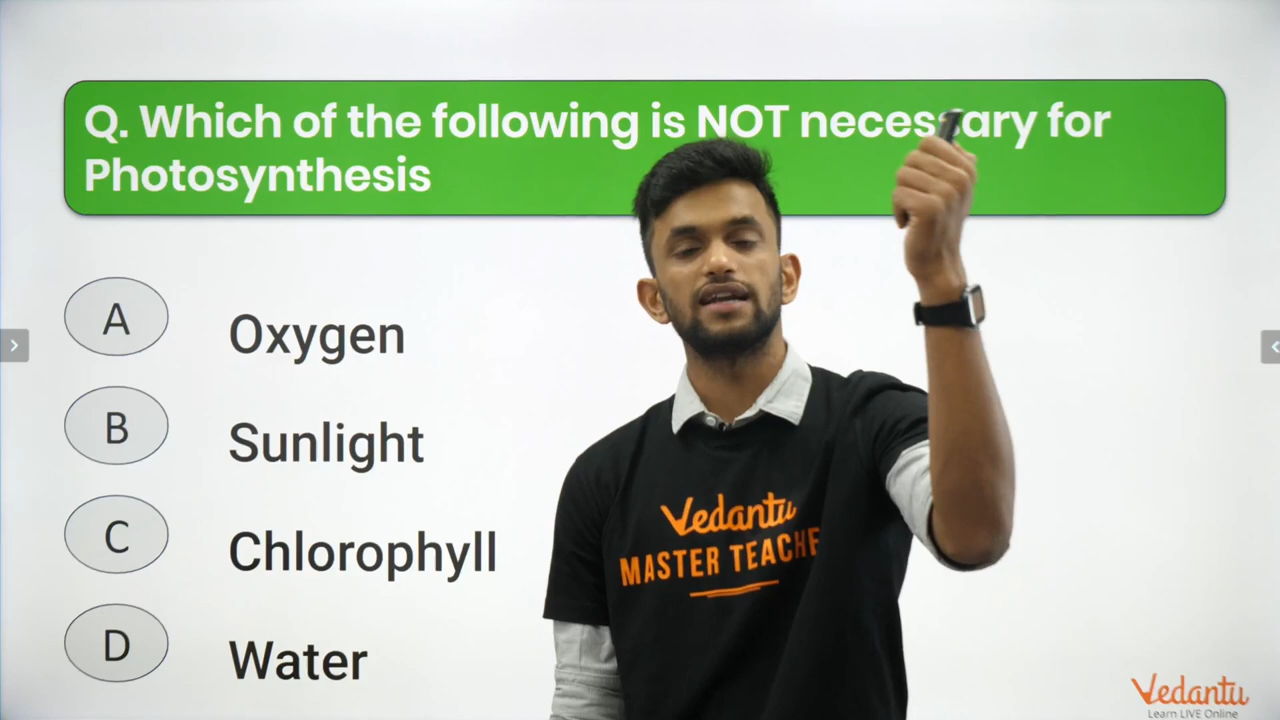 Q. Which of the following is NOT necessary for
Photosynthesis
A
Oxygen
B
Sunlight
C
Chlorophyll
D
Water
Vedantu
MASTER TEACHE
Vedantu
Learn LIVE Online